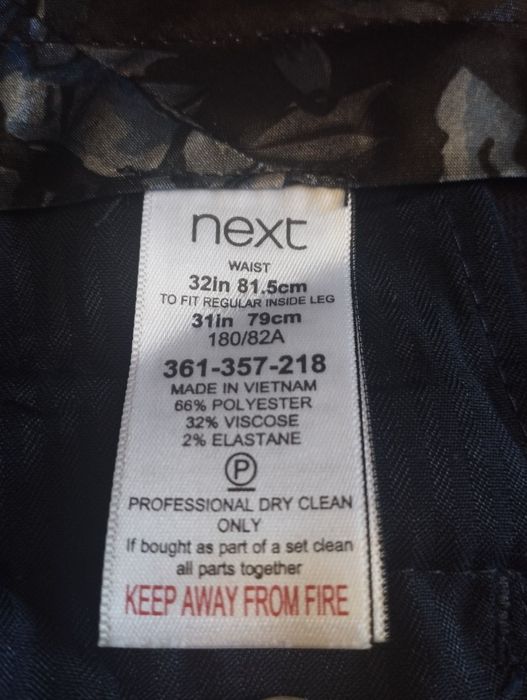 next
WAIST
32in 81.5cm
TO FIT REGULAR INSIDE LEG
31in 79cm
180/82A
361-357-218
MADE IN VIETNAM
66% POLYESTER
32% VISCOSE
2% ELASTANE
P
PROFESSIONAL DRY CLEAN
ONLY
If bought as part of a set clean
all parts together
KEEP AWAY FROM FIRE